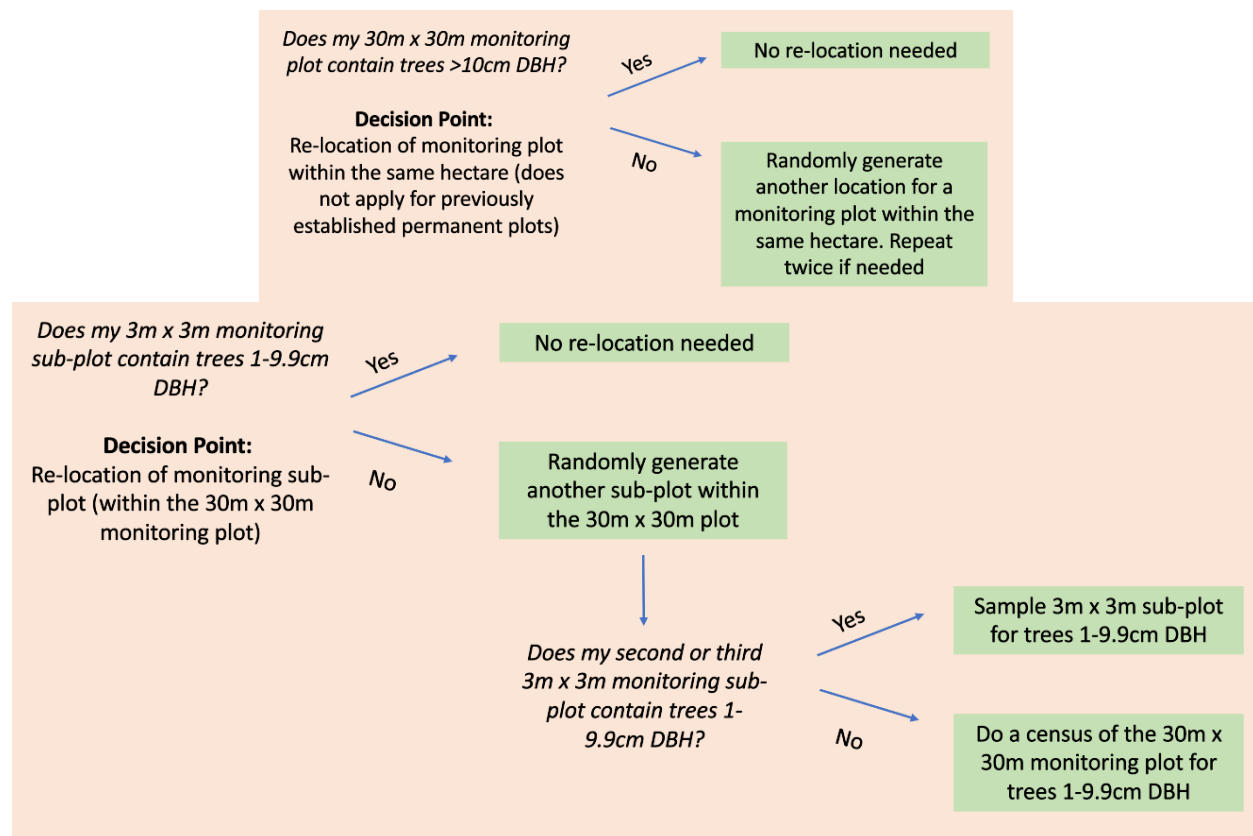 Does my 30m x 30m monitoring
plot contain trees >10cm DBH?
Yes
No re-location needed
Decision Point:
Re-location of monitoring plot
within the same hectare (does
not apply for previously
established permanent plots)
No
Randomly generate
another location for a
monitoring plot within the
same hectare. Repeat
twice if needed
Does my 3m x 3m monitoring
sub-plot contain trees 1-9.9cm
DBH?
Yes
No re-location needed
Decision Point:
Re-location of monitoring sub-
plot (within the 30m x 30m
monitoring plot)
No
Randomly generate
another sub-plot within
the 30m x 30m plot
Does my second or third
3m x 3m monitoring sub-
plot contain trees 1-
9.9cm DBH?
Yes
Sample 3m x 3m sub-plot
for trees 1-9.9cm DBH
No
Do a census of the 30m x
30m monitoring plot for
trees 1-9.9cm DBH